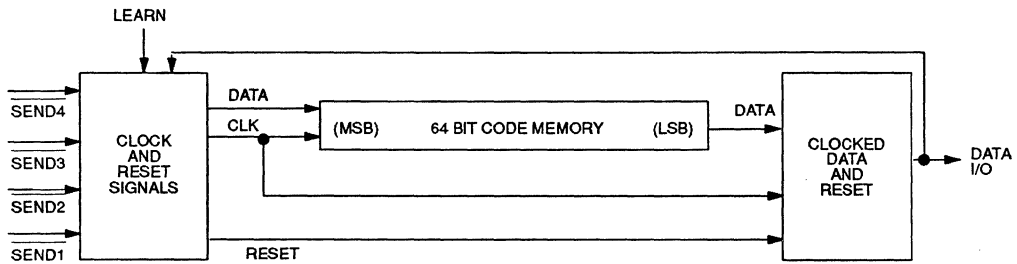 LEARN
SEND4
SEND3
SEND2
SEND1
CLOCK
AND
RESET
SIGNALS
DATA
CLK
RESET
(MSB) 64 BIT CODE MEMORY (LSB)
DATA
CLOCKED
DATA
AND
RESET
DATA
I/O